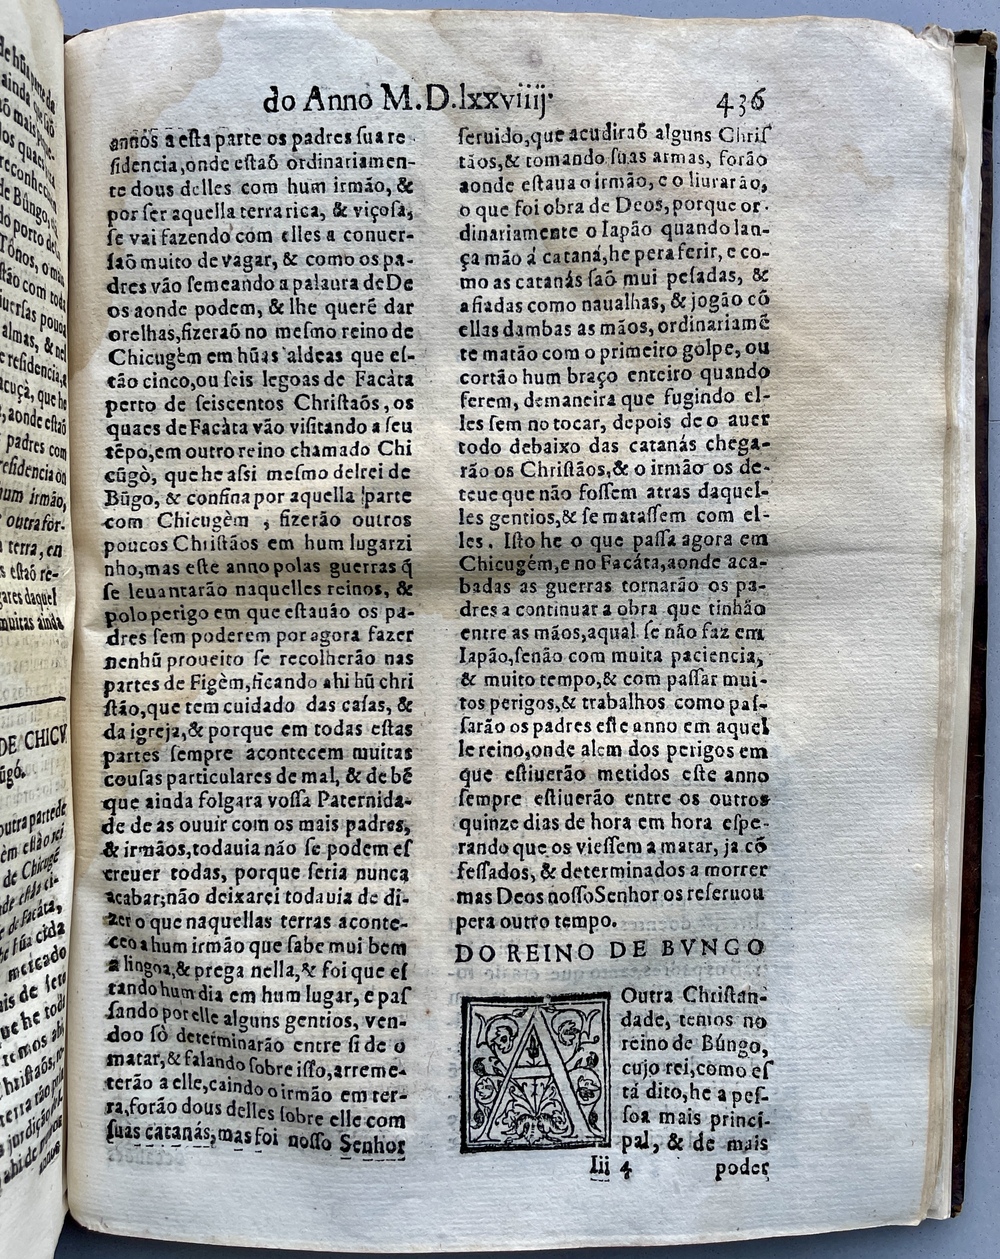 do Anno M.D.lxxviiij.
436
annos a esta parte os padres sua re
sidencia, onde estaõ ordinariamen-
te dous delles com hum irmão, &
por ser aquella terra rica, & viçosa,
se vai fazendo com elles a conuer-
saõ muito de vagar, & como os pa-
dres vão semeando a palaura de De
os aonde podem, & lhe querẽ dar
orelhas, fizeraõ no mesmo reino de
Chicugèm em hũas aldeas que es-
tão cinco, ou seis legoas de Facàta
perto de seiscentos Christaõs, os
quaes de Facàta vão visitando a seu
tẽpo, em outro reino chamado Chi
cũgò, que he assi mesmo delrei de
Bũgo, & confina por aquella parte
com Chicugèm , fizerão outros
poucos Christãos em hum lugarzi
nho, mas este anno polas guerras q̃
se leuantarão naquelles reinos, &
polo perigo em que estauão os pa-
dres sem poderem por agora fazer
nenhũ proueito se recolherão nas
partes de Figèm, ficando ahi hũ chri
stão, que tem cuidado das casas, &
da igreja, & porque em todas estas
partes sempre acontecem muitas
cousas particulares de mal, & de bẽ
que ainda folgara vossa Paternida-
de de as ouuir com os mais padres,
& irmãos, todauia não se podem es
creuer todas, porque seria nunca
acabar; não deixarei todauia de di-
zer o que naquellas terras aconte-
ceo a hum irmão que sabe mui bem
a lingoa, & prega nella, & foi que es
tando hum dia em hum lugar, e pas
sando por elle alguns gentios, ven-
doo sò determinarão entre si de o
matar, & falando sobre isso, arreme-
terão a elle, caindo o irmão em ter-
ra, forão dous delles sobre elle com
suas catanás, mas foi nosso Senhor
seruido, que acudiraõ alguns Chris
tãos, & tomando suas armas, forão
aonde estaua o irmão, e o liurarão,
o que foi obra de Deos, porque or-
dinariamente o Iapão quando lan-
ça mão á cataná, he pera ferir, e co-
mo as catanás saõ mui pesadas, &
afiadas como naualhas, & jogão cõ
ellas dambas as mãos, ordinariamẽ
te matão com o primeiro golpe, ou
cortão hum braço enteiro quando
ferem, demaneira que fugindo el-
les sem no tocar, depois de o auer
todo debaixo das catanás chega-
rão os Christãos, & o irmão os de-
teue que não fossem atras daquel-
les gentios, & se matassem com el-
les. Isto he o que passa agora em
Chicugém, e no Facáta, aonde aca-
badas as guerras tornarão os pa-
dres a continuar a obra que tinhão
entre as mãos, aqual se não faz em
Iapão, senão com muita paciencia,
& muito tempo, & com passar mui-
tos perigos, & trabalhos como pas-
sarão os padres este anno em aquel
le reino, onde alem dos perigos em
que estiuerão metidos este anno
sempre estiuerão entre os outros
quinze dias de hora em hora espe-
rando que os viessem a matar, ja cõ
fessados, & determinados a morrer
mas Deos nosso Senhor os reseruou
pera outro tempo.
DO REINO DE BVNGO
A Outra Christan-
dade, temos no
reino de Búngo,
cujo rei, como es
tá dito, he a pes-
soa mais princi-
pal, & de mais
Iii 4
poder